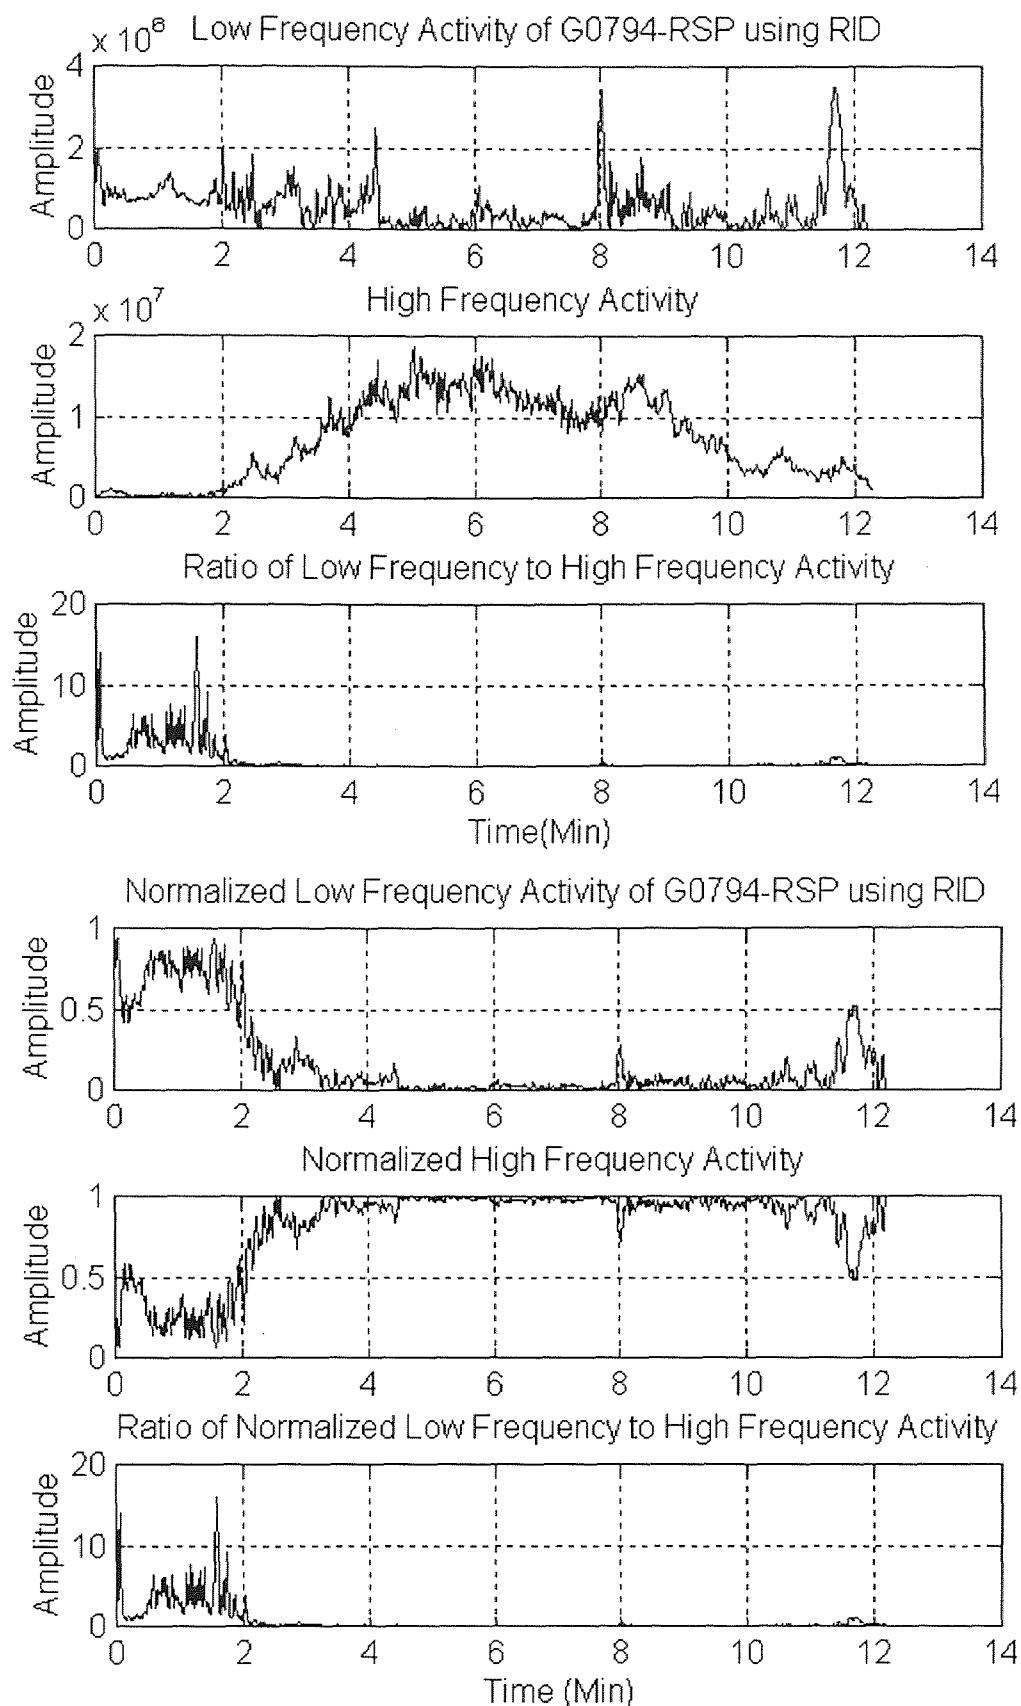 x 10^6 Low Frequency Activity of G0794-RSP using RID
4
2
0
Amplitude
0 2 4 6 8 10 12 14
x 10^7 High Frequency Activity
2
1
0
Amplitude
0 2 4 6 8 10 12 14
Ratio of Low Frequency to High Frequency Activity
20
10
0
Amplitude
0 2 4 6 8 10 12 14
Time(Min)
Normalized Low Frequency Activity of G0794-RSP using RID
1
0.5
0
Amplitude
0 2 4 6 8 10 12 14
Normalized High Frequency Activity
1
0.5
0
Amplitude
0 2 4 6 8 10 12 14
Ratio of Normalized Low Frequency to High Frequency Activity
20
10
0
Amplitude
0 2 4 6 8 10 12 14
Time (Min)